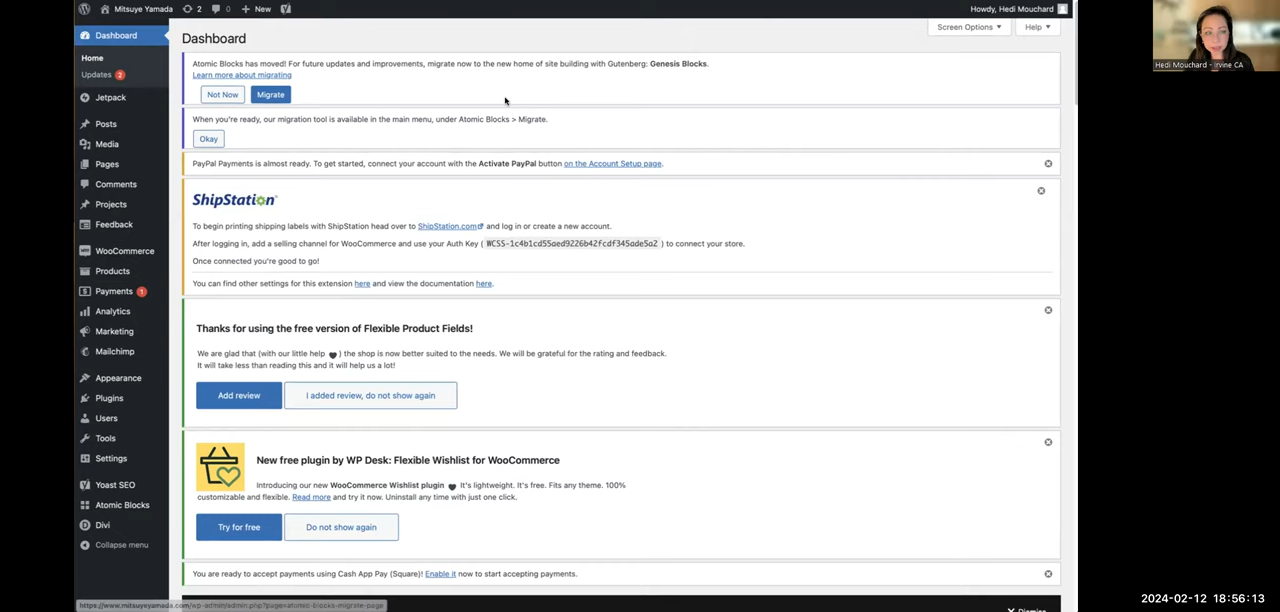 Mitsuye Yamada
2
0
New
Howdy, Hedi Mouchard
Dashboard
Home
Updates 2
Jetpack
Posts
Media
Pages
Comments
Projects
Feedback
WooCommerce
Products
Payments 1
Analytics
Marketing
Mailchimp
Appearance
Plugins
Users
Tools
Settings
Yoast SEO
Atomic Blocks
Divi
Collapse menu
Screen Options
Help
Dashboard
Atomic Blocks has moved! For future updates and improvements, migrate now to the new home of site building with Gutenberg: Genesis Blocks.
Learn more about migrating
Not Now
Migrate
When you're ready, our migration tool is available in the main menu, under Atomic Blocks > Migrate.
Okay
PayPal Payments is almost ready. To get started, connect your account with the Activate PayPal button on the Account Setup page.
ShipStation
To begin printing shipping labels with ShipStation head over to ShipStation.com and log in or create a new account.
After logging in, add a selling channel for WooCommerce and use your Auth Key ( WCSS-1c4b1cd55aed9226b42fcdf345ade5a2 ) to connect your store.
Once connected you're good to go!
You can find other settings for this extension here and view the documentation here.
Thanks for using the free version of Flexible Product Fields!
We are glad that (with our little help ) the shop is now better suited to the needs. We will be grateful for the rating and feedback.
It will take less than reading this and it will help us a lot!
Add review
I added review, do not show again
New free plugin by WP Desk: Flexible Wishlist for WooCommerce
Introducing our new WooCommerce Wishlist plugin It's lightweight. It's free. Fits any theme. 100%
customizable and flexible. Read more and try it now. Uninstall any time with just one click.
Try for free
Do not show again
You are ready to accept payments using Cash App Pay (Square)! Enable it now to start accepting payments.
Dismiss
https://www.mitsuyeyamada.com/wp-admin/admin.php?page=atomic-blocks-migrate-page
Hedi Mouchard - Irvine CA
2024-02-12 18:56:13